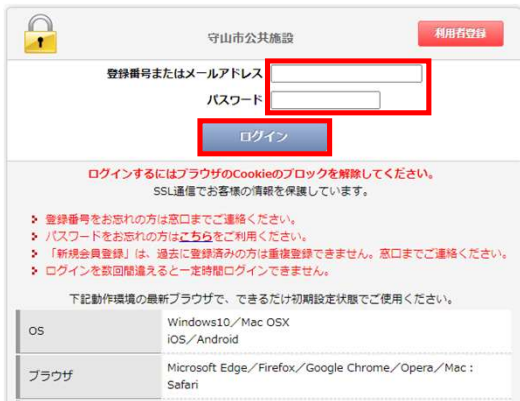 守山市公共施設
利用者登録
登録番号またはメールアドレス
パスワード
ログイン
ログインするにはブラウザのCookieのブロックを解除してください。
SSL通信でお客様の情報を保護しています。
登録番号をお忘れの方は窓口までご連絡ください。
パスワードをお忘れの方はこちらをご利用ください。
「新規会員登録」は、過去に登録済みの方は重複登録できません。窓口までご連絡ください。
ログインを数回間違えると一定時間ログインできません。
下記動作環境の最新ブラウザで、できるだけ初期設定状態でご使用ください。
OS
Windows10／Mac OSX
iOS／Android
ブラウザ
Microsoft Edge／Firefox／Google Chrome／Opera／Mac：
Safari